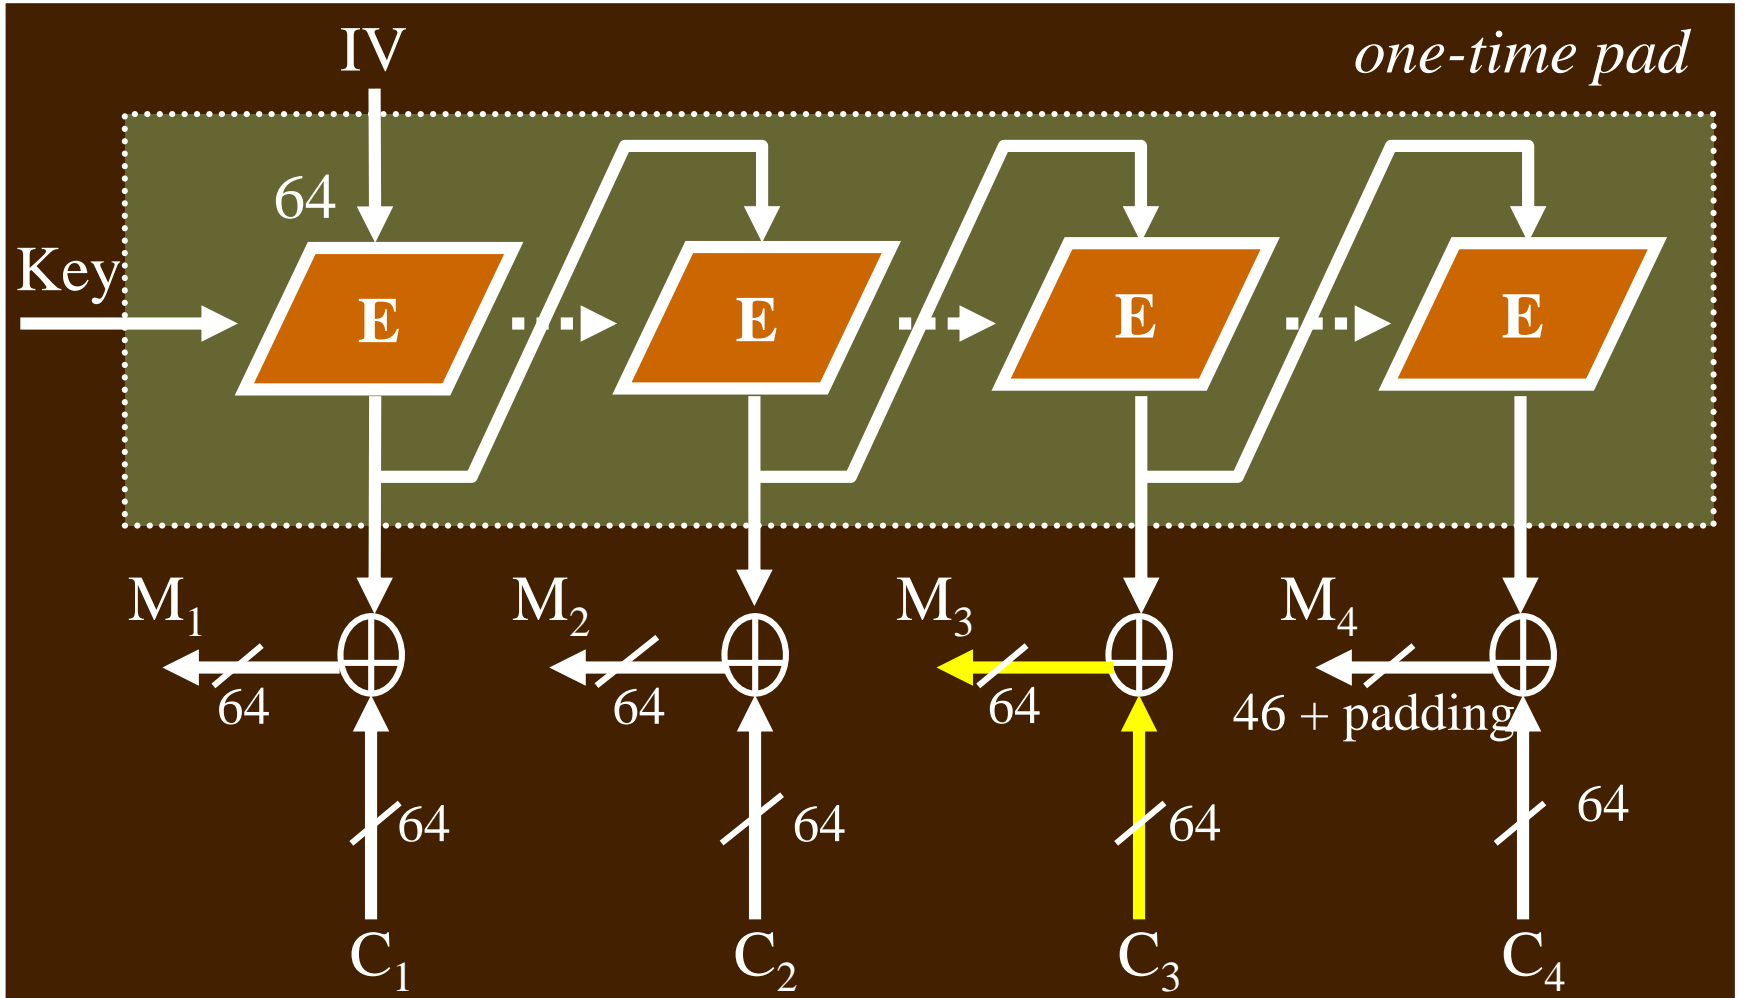 IV
one-time pad
64
Key
E E E E
M₁ M₂ M₃ M₄
64 64 64 46 + padding
64 64 64 64
C₁ C₂ C₃ C₄